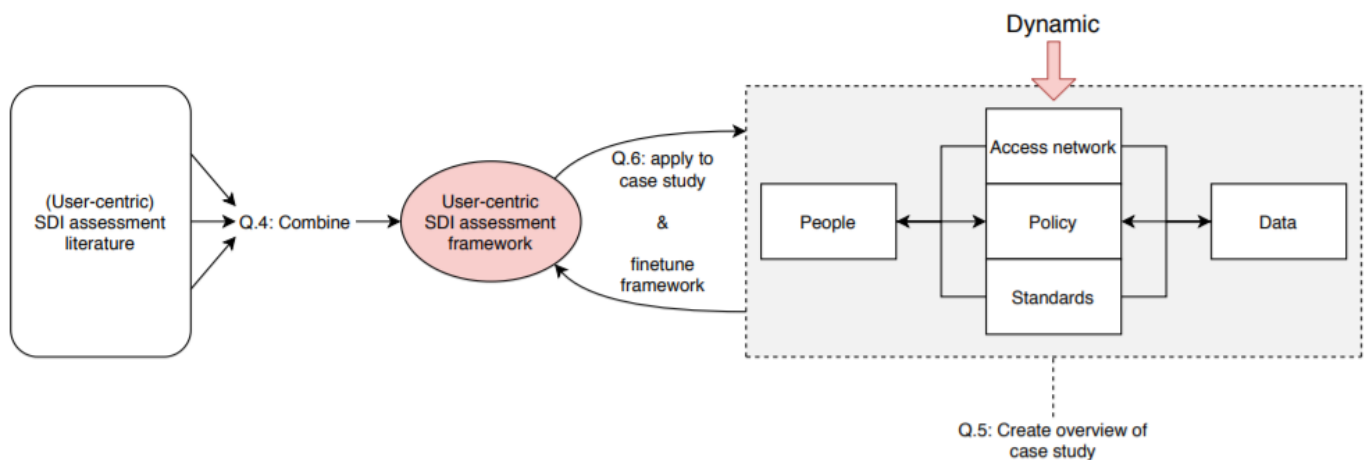 Dynamic
(User-centric)
SDI assessment
literature
Q.4: Combine
User-centric
SDI assessment
framework
Q.6: apply to
case study
&
finetune
framework
People
Access network
Policy
Standards
Data
Q.5: Create overview of
case study